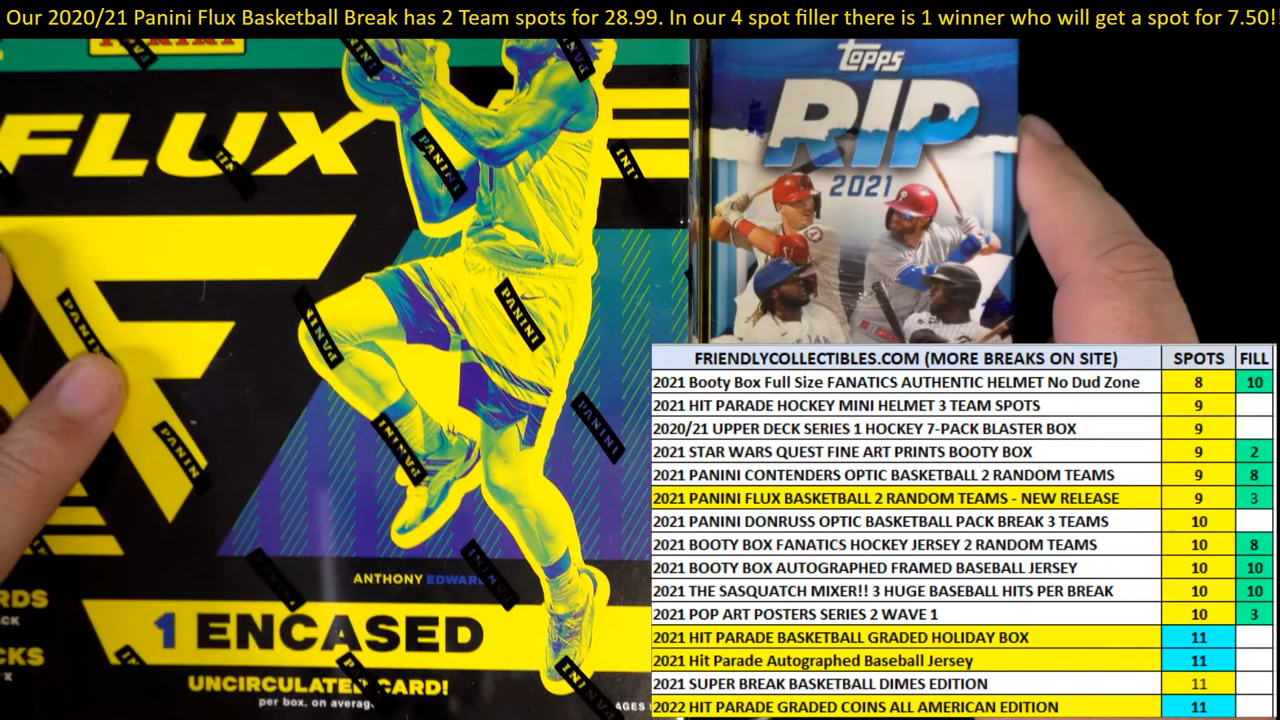 Our 2020/21 Panini Flux Basketball Break has 2 Team spots for 28.99. In our 4 spot filler there is 1 winner who will get a spot for 7.50!!
PANINI
FLUX
ANTHONY EDWAR
1 ENCASED
UNCIRCULATED CARD!
per box, on average
RDS
CK
CKS
K
AGES
topps
RIP
2021
FRIENDLYCOLLECTIBLES.COM (MORE BREAKS ON SITE) SPOTS FILL
2021 Booty Box Full Size FANATICS AUTHENTIC HELMET No Dud Zone 8 10
2021 HIT PARADE HOCKEY MINI HELMET 3 TEAM SPOTS 9
2020/21 UPPER DECK SERIES 1 HOCKEY 7-PACK BLASTER BOX 9
2021 STAR WARS QUEST FINE ART PRINTS BOOTY BOX 9 2
2021 PANINI CONTENDERS OPTIC BASKETBALL 2 RANDOM TEAMS 9 8
2021 PANINI FLUX BASKETBALL 2 RANDOM TEAMS - NEW RELEASE 9 3
2021 PANINI DONRUSS OPTIC BASKETBALL PACK BREAK 3 TEAMS 10
2021 BOOTY BOX FANATICS HOCKEY JERSEY 2 RANDOM TEAMS 10 8
2021 BOOTY BOX AUTOGRAPHED FRAMED BASEBALL JERSEY 10 10
2021 THE SASQUATCH MIXER!! 3 HUGE BASEBALL HITS PER BREAK 10 10
2021 POP ART POSTERS SERIES 2 WAVE 1 10 3
2021 HIT PARADE BASKETBALL GRADED HOLIDAY BOX 11
2021 Hit Parade Autographed Baseball Jersey 11
2021 SUPER BREAK BASKETBALL DIMES EDITION 11
2022 HIT PARADE GRADED COINS ALL AMERICAN EDITION 11